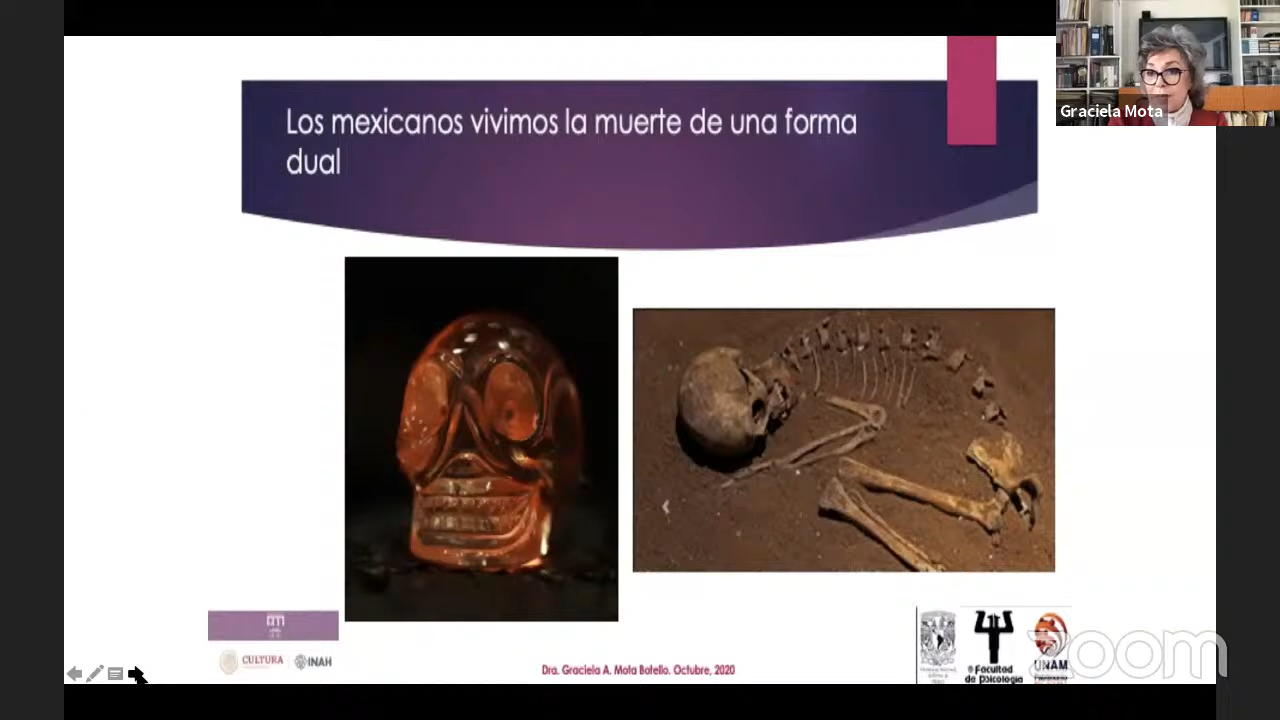 Graciela Mota
Los mexicanos vivimos la muerte de una forma
dual
CULTURA
INAH
Dra. Graciela A. Mota Botello. Octubre, 2020
Facultad
de Psicología
UNAM
zoom